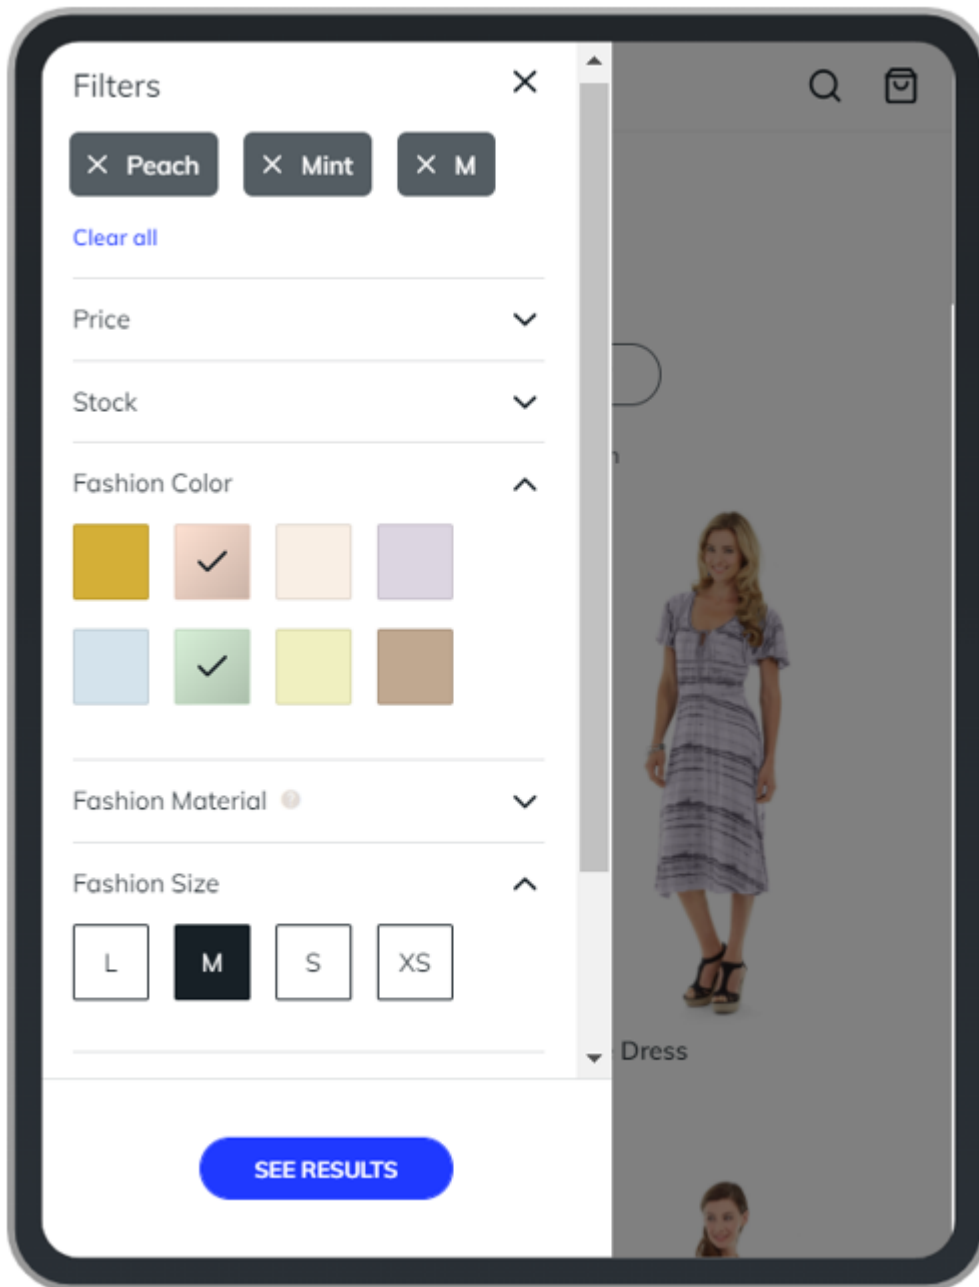 Filters
Peach
Mint
M
Clear all
Price
Stock
Fashion Color
Fashion Material ?
Fashion Size
L
M
S
XS
Dress
SEE RESULTS